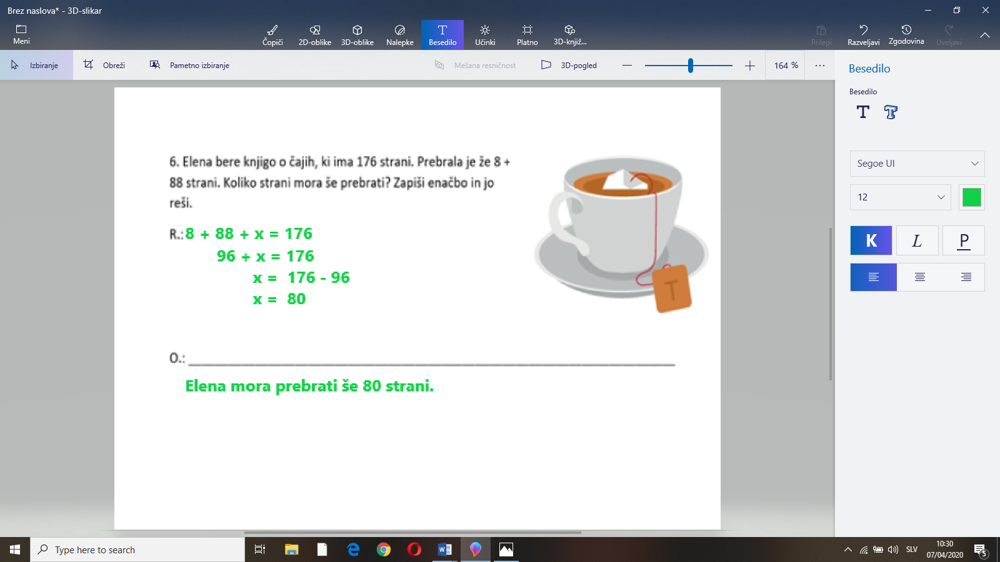 Brez naslova* - 3D-slikar
Meni
Čopiči
2D-oblike
3D-oblike
Nalepke
Besedilo
Učinki
Platno
3D-knjiž...
Prilepi
Razveljavi
Zgodovina
Uveljavi
Izbiranje
Obreži
Pametno izbiranje
Mešana resničnost
3D-pogled
164 %
Besedilo
Besedilo
T T
Segoe UI
12
K L P
6. Elena bere knjigo o čajih, ki ima 176 strani. Prebrala je že 8 +
88 strani. Koliko strani mora še prebrati? Zapiši enačbo in jo
reši.
R.: 8 + 88 + x = 176
96 + x = 176
x = 176 - 96
x = 80
T
O.: ______________________________
Elena mora prebrati še 80 strani.
Type here to search
SLV
10:30
07/04/2020
5